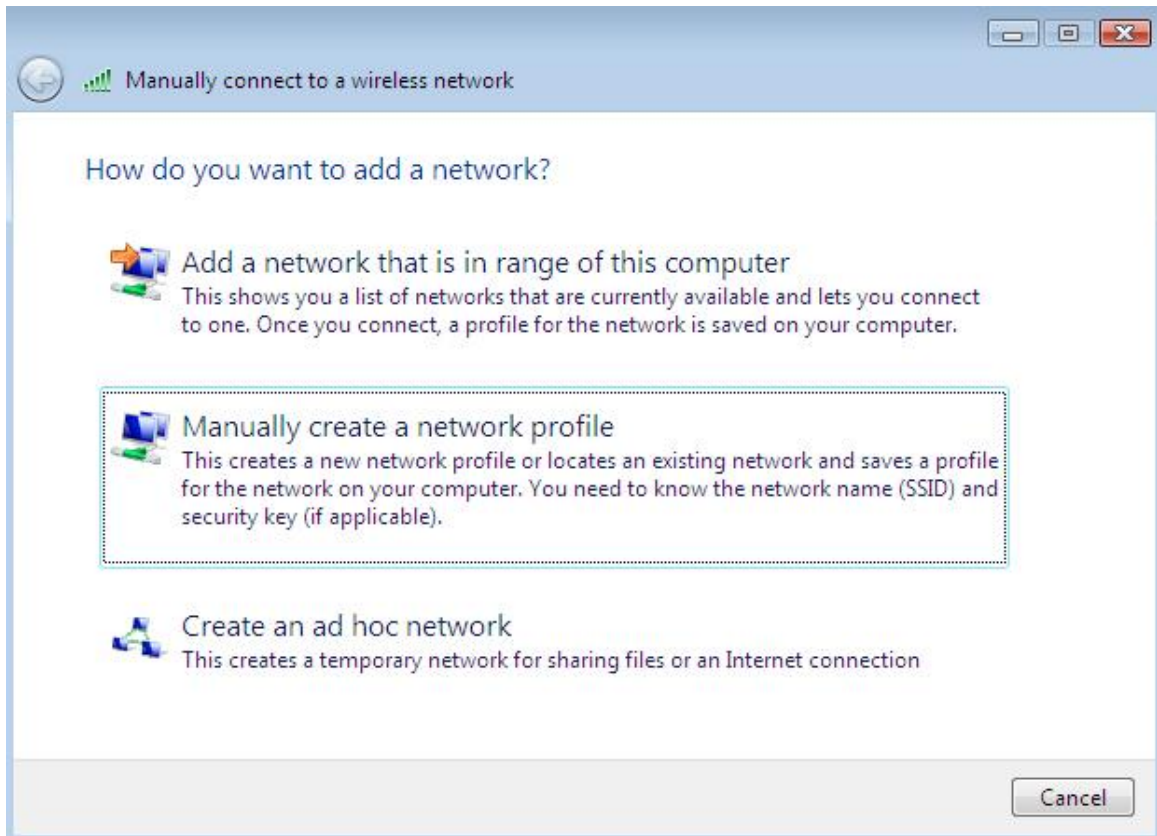 Manually connect to a wireless network
How do you want to add a network?
Add a network that is in range of this computer
This shows you a list of networks that are currently available and lets you connect
to one. Once you connect, a profile for the network is saved on your computer.
Manually create a network profile
This creates a new network profile or locates an existing network and saves a profile
for the network on your computer. You need to know the network name (SSID) and
security key (if applicable).
Create an ad hoc network
This creates a temporary network for sharing files or an Internet connection
Cancel